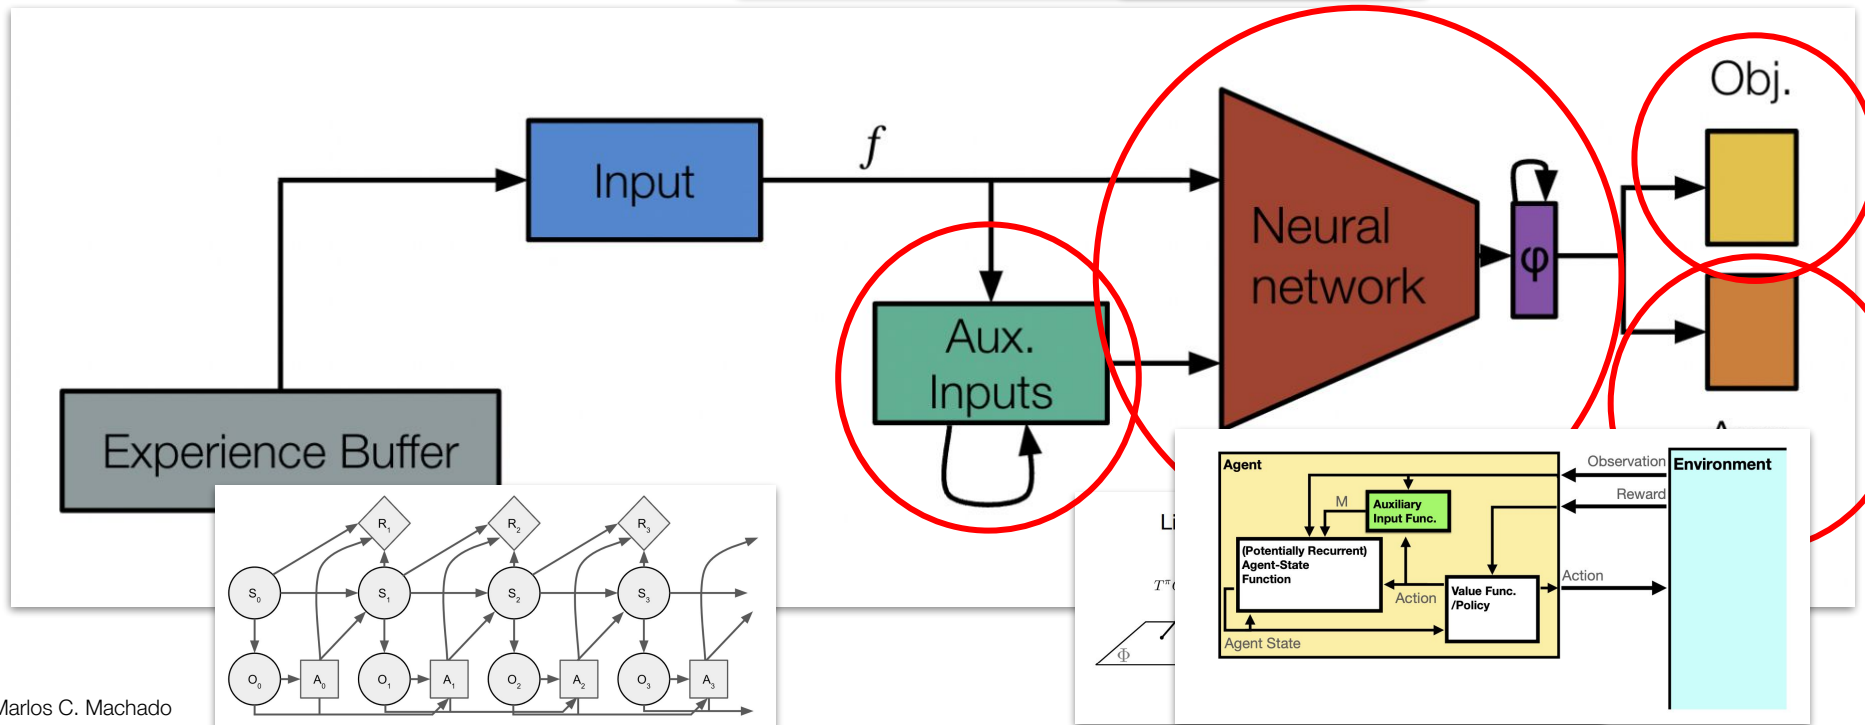 Obj.
f
Input
Neural
network
φ
Aux.
Inputs
Experience Buffer
Agent
Observation
Environment
Reward
M
Auxiliary
Input Func.
(Potentially Recurrent)
Agent-State
Function
Action
Value Func.
/Policy
Action
Agent State
R1
R2
R3
S0
S1
S2
S3
O0
A0
O1
A1
O2
A2
O3
A3
Li
Tπ
Φ
Marlos C. Machado